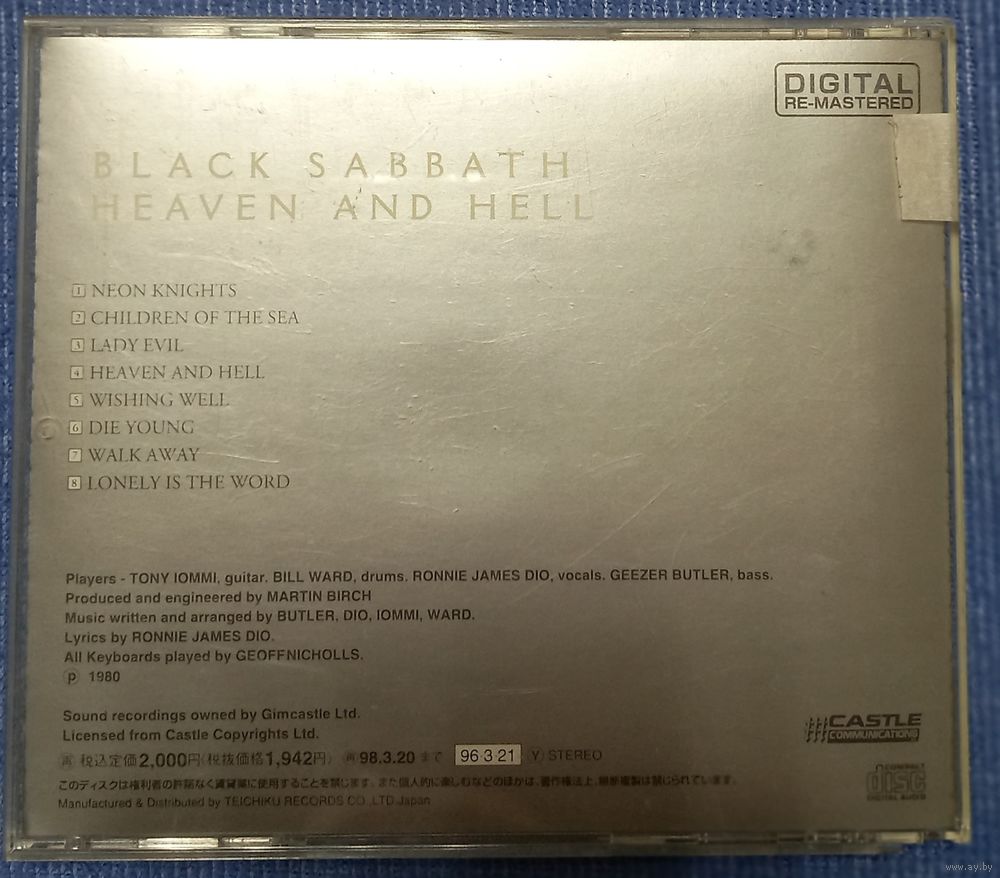 DIGITAL
RE-MASTERED
BLACK SABBATH
HEAVEN AND HELL
1 NEON KNIGHTS
2 CHILDREN OF THE SEA
3 LADY EVIL
4 HEAVEN AND HELL
5 WISHING WELL
6 DIE YOUNG
7 WALK AWAY
8 LONELY IS THE WORD
Players - TONY IOMMI, guitar. BILL WARD, drums. RONNIE JAMES DIO, vocals. GEEZER BUTLER, bass.
Produced and engineered by MARTIN BIRCH
Music written and arranged by BUTLER, DIO, IOMMI, WARD.
Lyrics by RONNIE JAMES DIO.
All Keyboards played by GEOFFNICHOLLS.
℗ 1980
Sound recordings owned by Gimcastle Ltd.
Licensed from Castle Copyrights Ltd.
再 税込定価2,000円(税抜価格1,942円) 再98.3.20まで 96·3·21 (Y) STEREO
このディスクは権利者の許諾なく賃貸業に使用することを禁じます。また個人的に楽しむなどのほかは、著作権法上、無断複製は禁じられています。
Manufactured & Distributed by TEICHIKU RECORDS CO.,LTD.Japan
CASTLE
COMMUNICATIONS
COMPACT
disc
DIGITAL AUDIO
www.ay.by